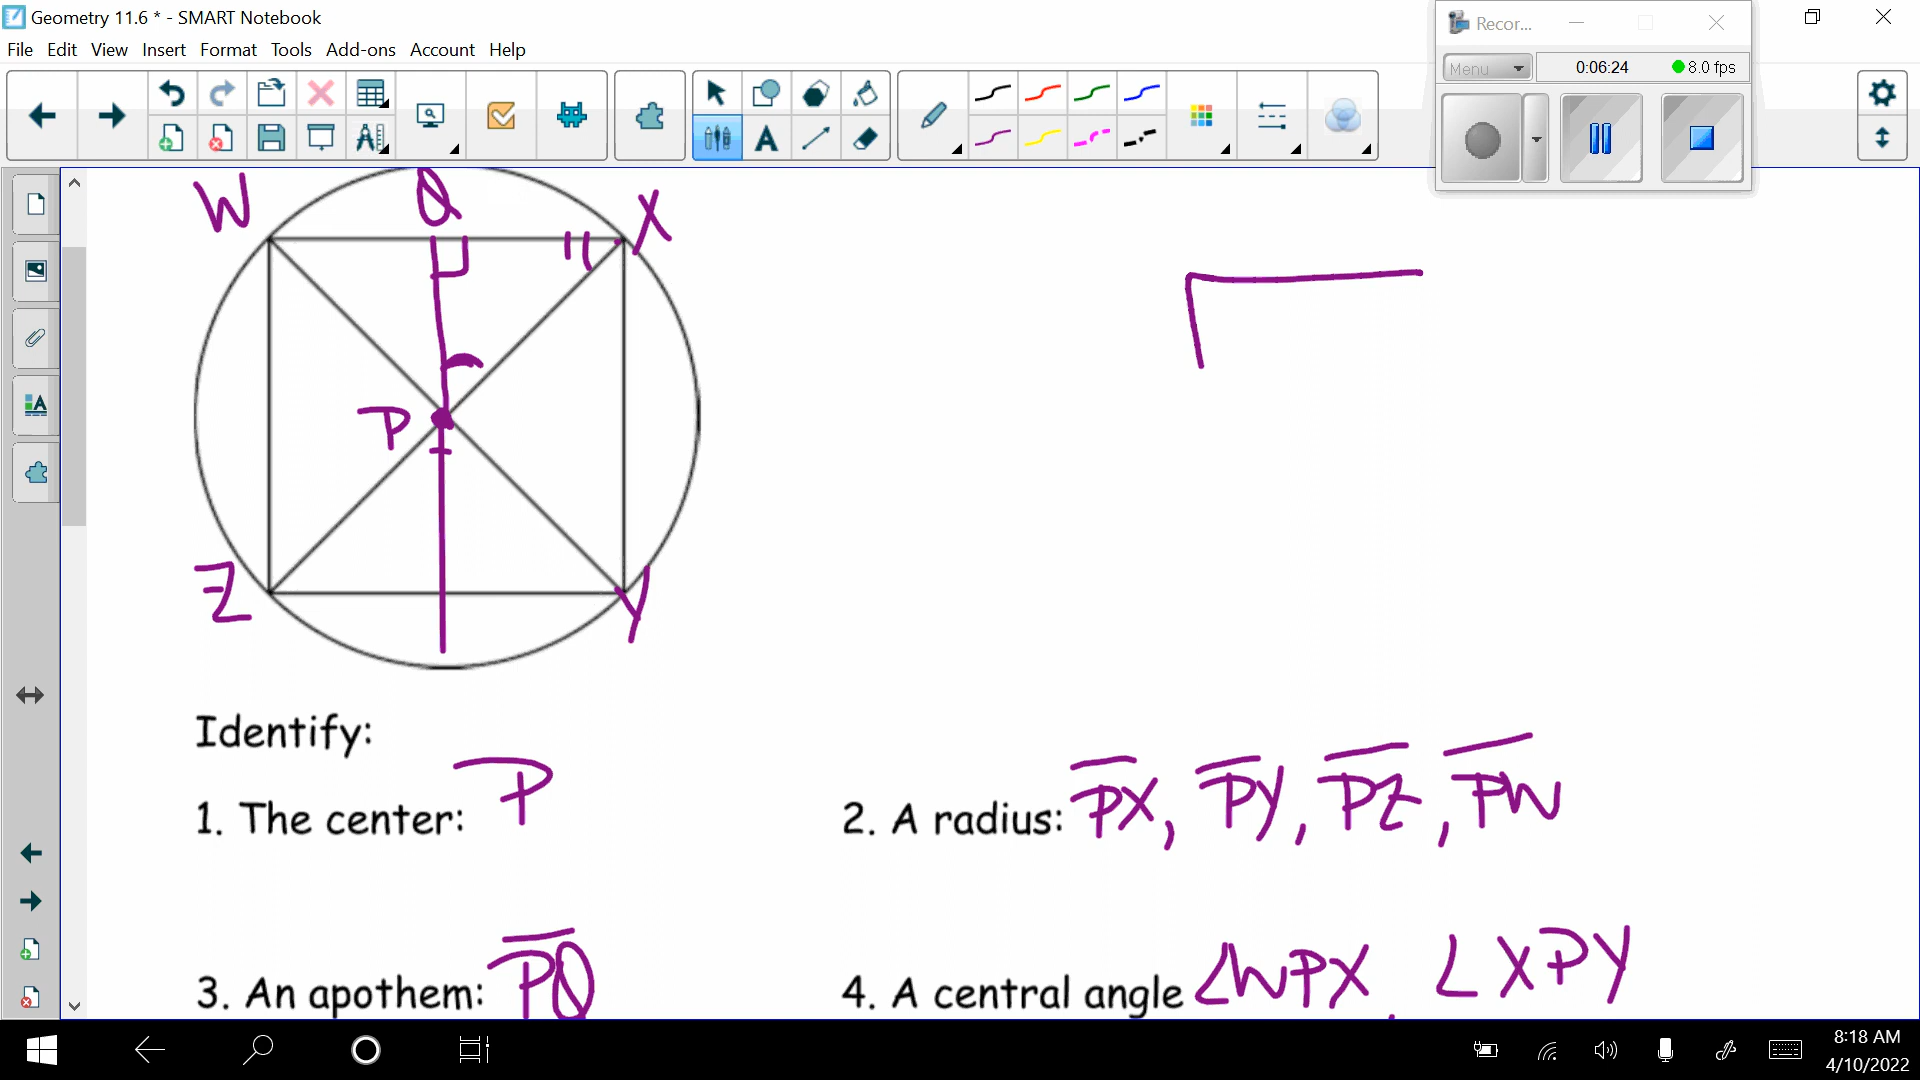 Geometry 11.6 * - SMART Notebook
Recor...
File Edit View Insert Format Tools Add-ons Account Help
Menu 0:06:24 8.0 fps
W Q X
P
Z Y
Identify:
1. The center: P
2. A radius: PX, PY, PZ, PW
3. An apothem: PQ
4. A central angle ∠WPX, ∠XPY
8:18 AM
4/10/2022